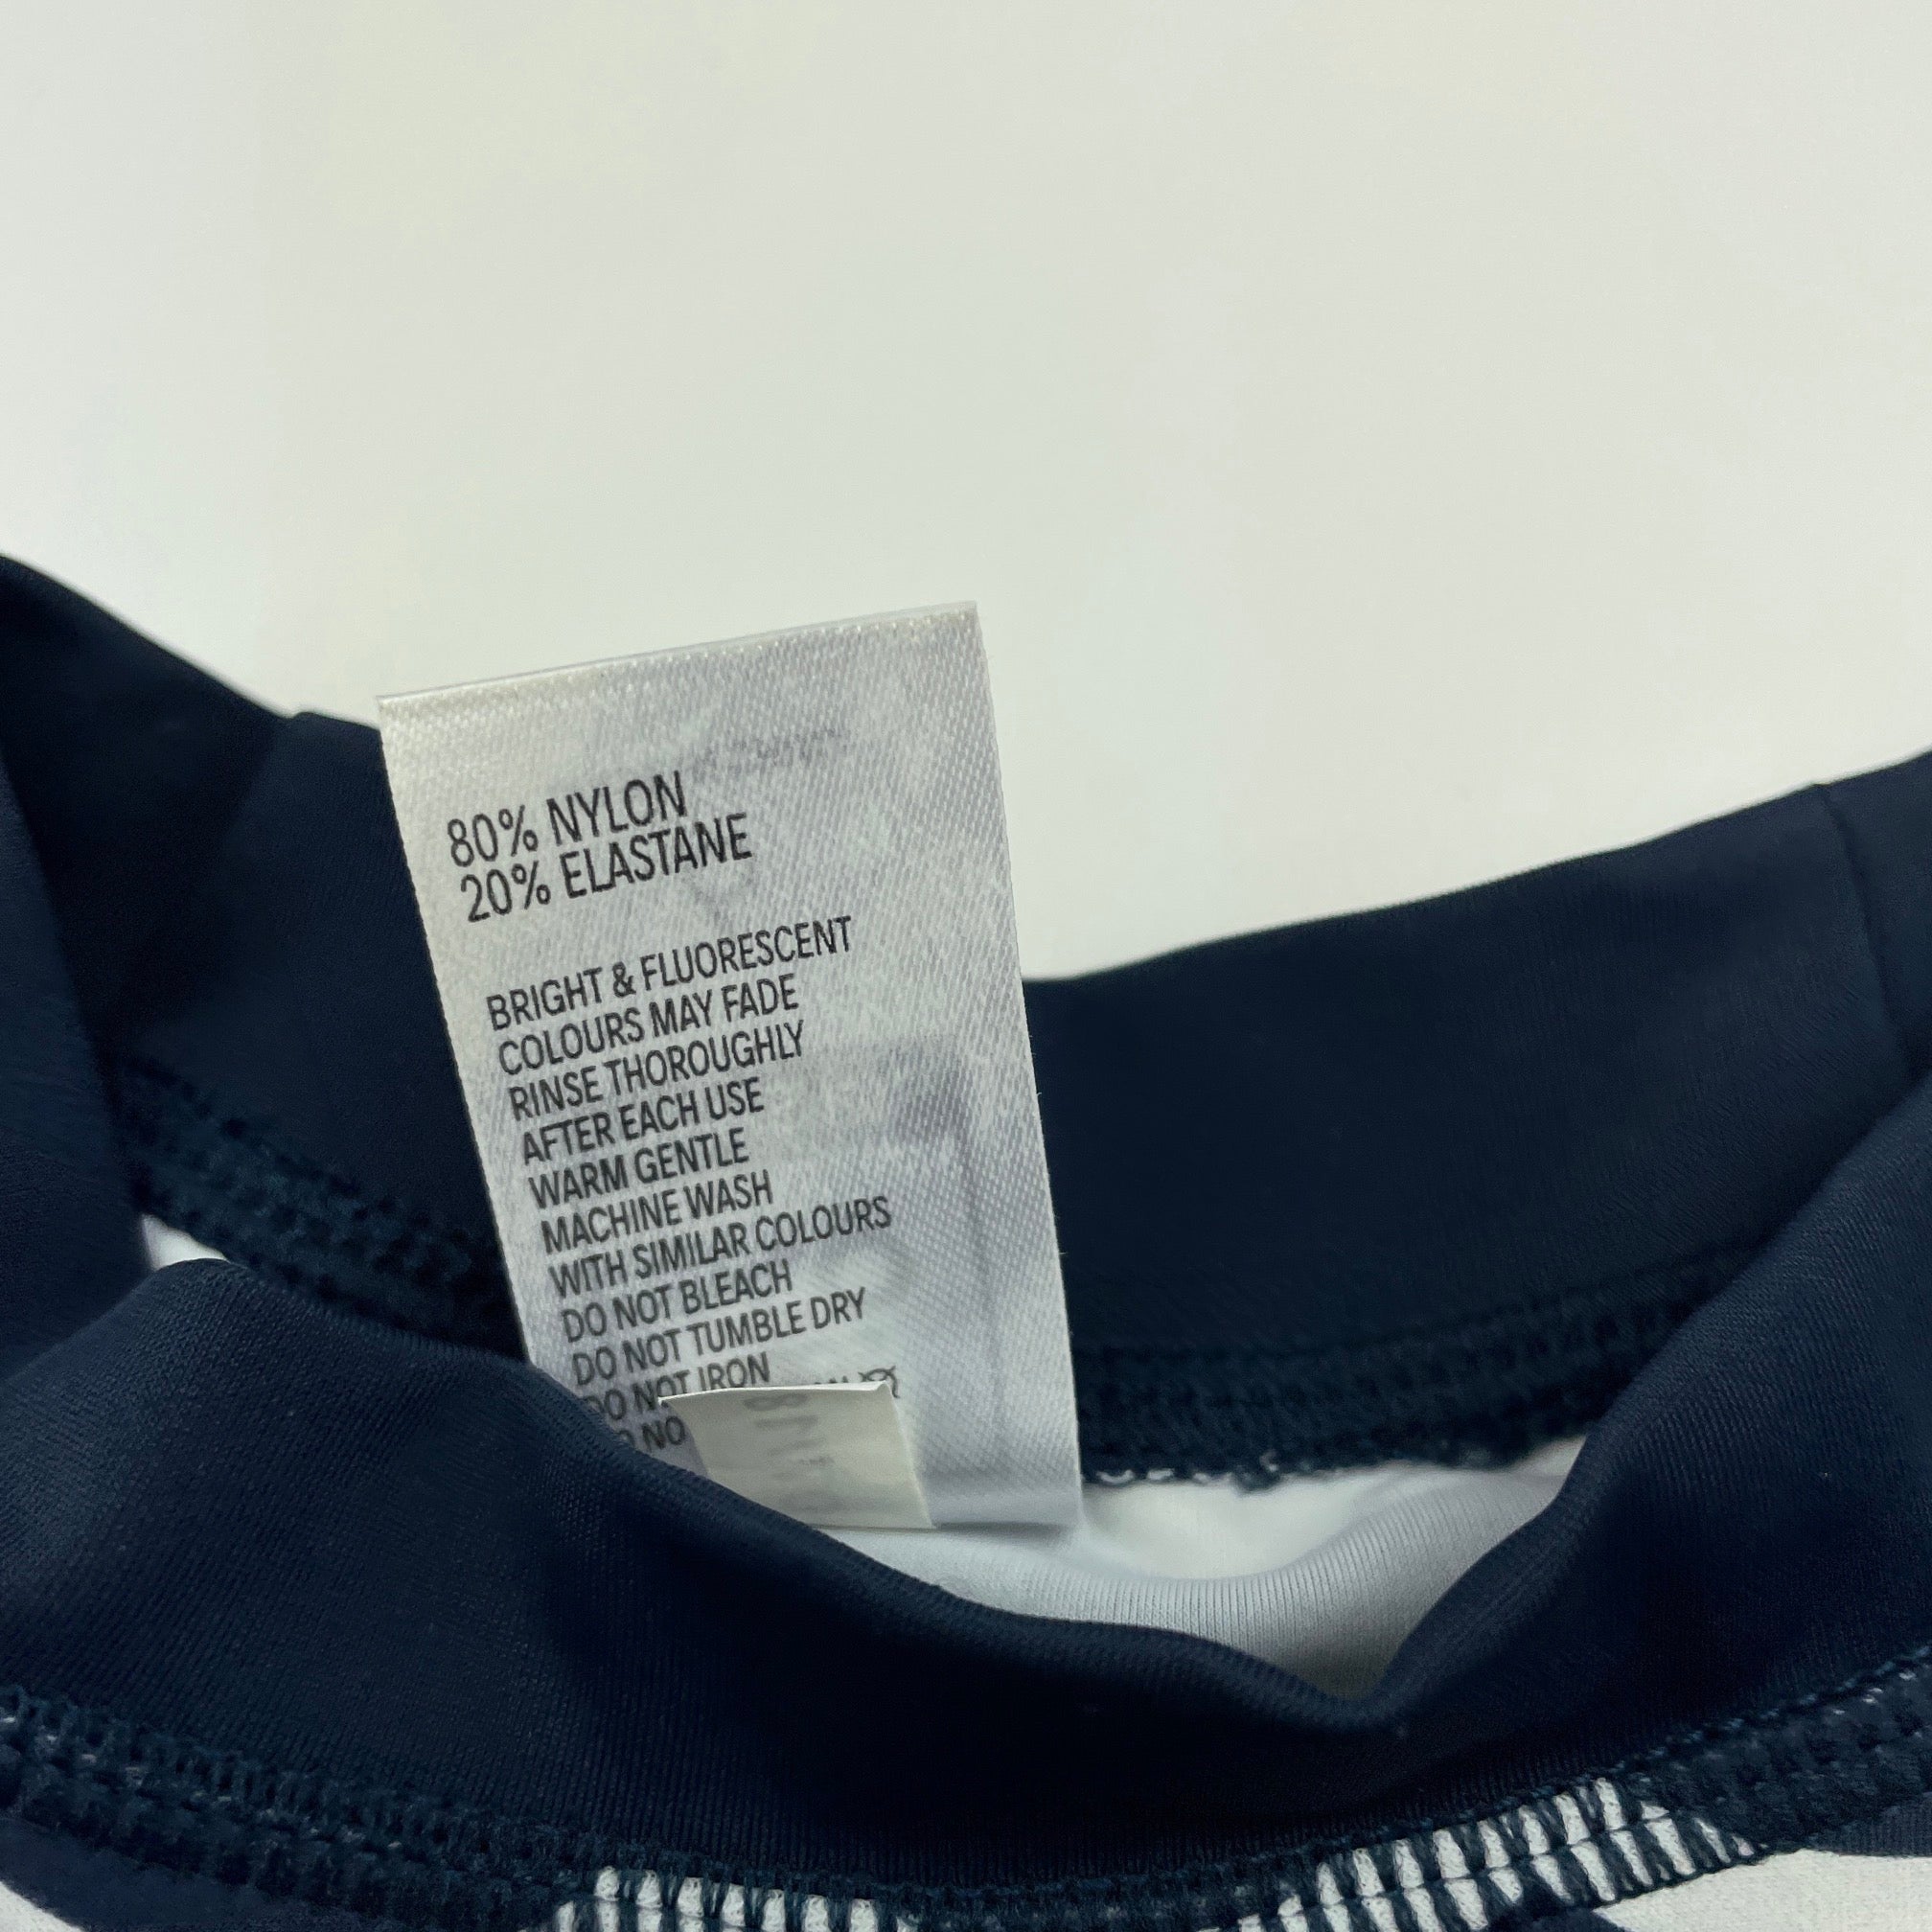 80% NYLON
20% ELASTANE
BRIGHT & FLUORESCENT
COLOURS MAY FADE
RINSE THOROUGHLY
AFTER EACH USE
WARM GENTLE
MACHINE WASH
WITH SIMILAR COLOURS
DO NOT BLEACH
DO NOT TUMBLE DRY
DO NOT IRON
NO